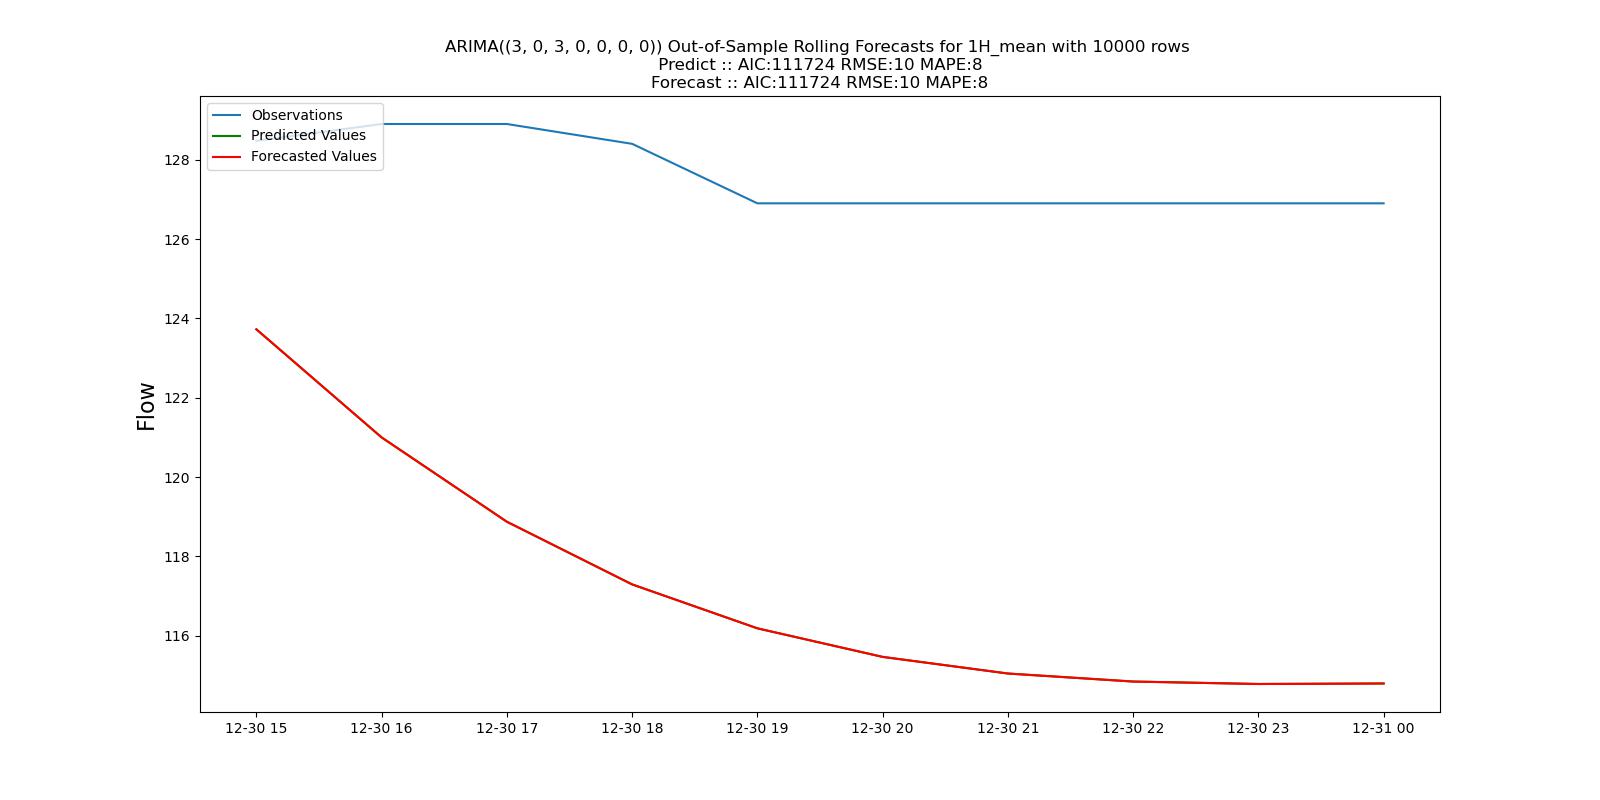 ARIMA((3, 0, 3, 0, 0, 0, 0)) Out-of-Sample Rolling Forecasts for 1H_mean with 10000 rows
Predict :: AIC:111724 RMSE:10 MAPE:8
Forecast :: AIC:111724 RMSE:10 MAPE:8
Observations
Predicted Values
Forecasted Values
128
126
124
122
120
118
116
Flow
12-30 15
12-30 16
12-30 17
12-30 18
12-30 19
12-30 20
12-30 21
12-30 22
12-30 23
12-31 00